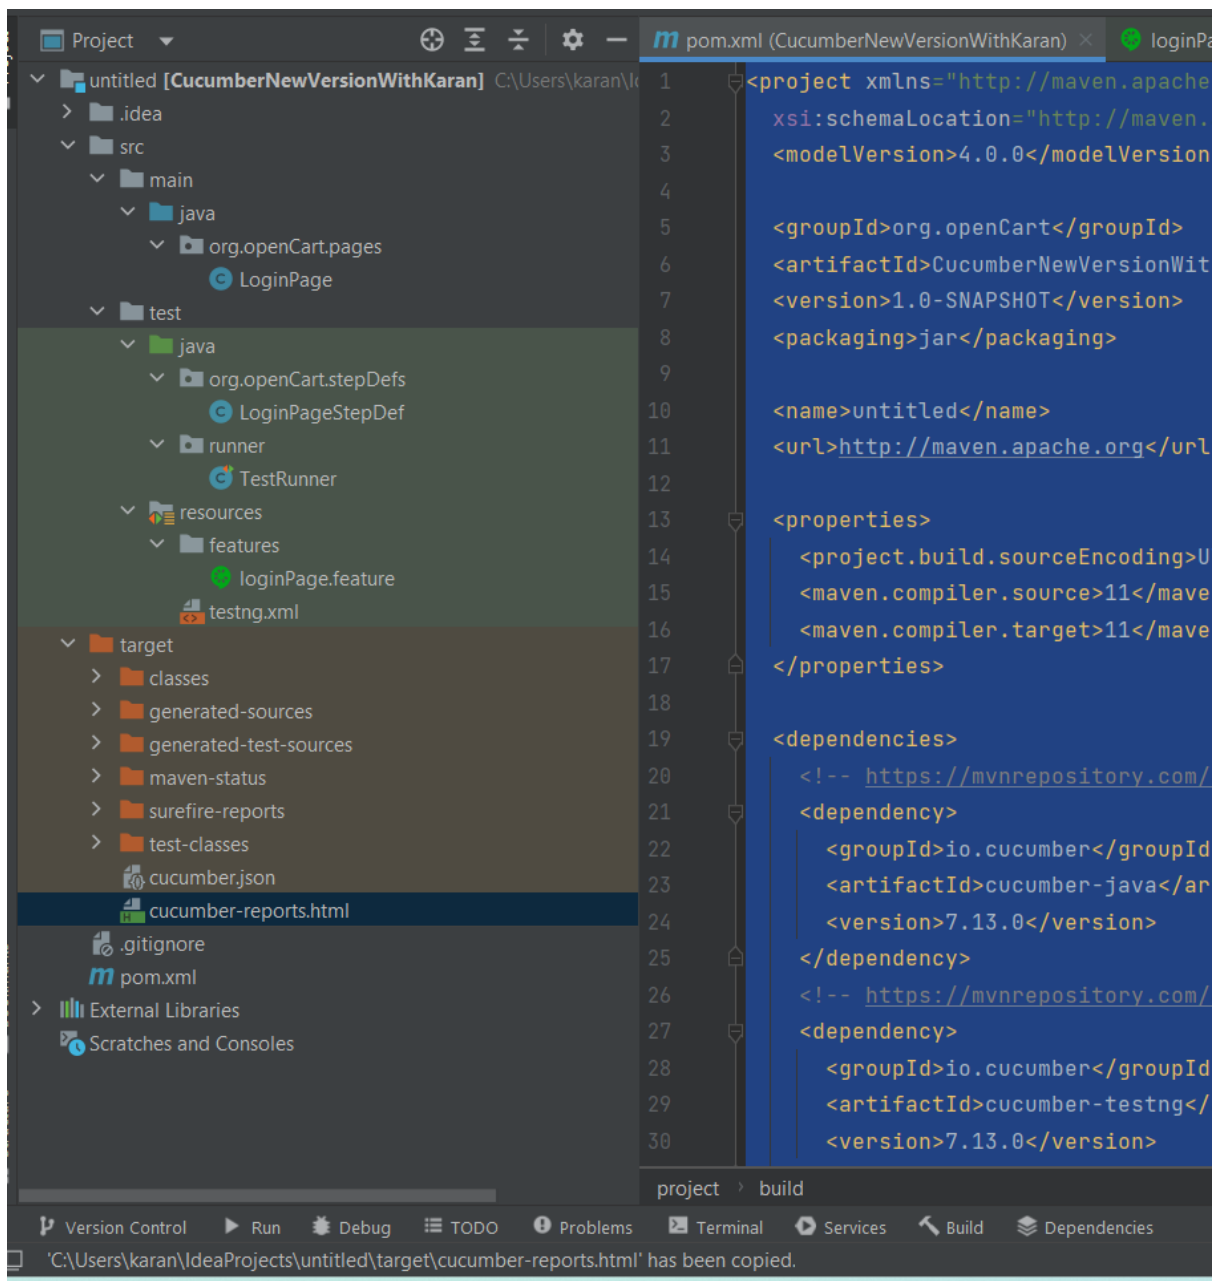 Project
untitled [CucumberNewVersionWithKaran] C:\Users\karan\Id
.idea
src
main
java
org.openCart.pages
LoginPage
test
java
org.openCart.stepDefs
LoginPageStepDef
runner
TestRunner
resources
features
loginPage.feature
testng.xml
target
classes
generated-sources
generated-test-sources
maven-status
surefire-reports
test-classes
cucumber.json
cucumber-reports.html
.gitignore
pom.xml
External Libraries
Scratches and Consoles
pom.xml (CucumberNewVersionWithKaran) loginPa
1 <project xmlns="http://maven.apache
2 xsi:schemaLocation="http://maven.
3 <modelVersion>4.0.0</modelVersion
4
5 <groupId>org.openCart</groupId>
6 <artifactId>CucumberNewVersionWit
7 <version>1.0-SNAPSHOT</version>
8 <packaging>jar</packaging>
9
10 <name>untitled</name>
11 <url>http://maven.apache.org</url
12
13 <properties>
14 <project.build.sourceEncoding>U
15 <maven.compiler.source>11</mave
16 <maven.compiler.target>11</mave
17 </properties>
18
19 <dependencies>
20 <!-- https://mvnrepository.com/
21 <dependency>
22 <groupId>io.cucumber</groupId
23 <artifactId>cucumber-java</ar
24 <version>7.13.0</version>
25 </dependency>
26 <!-- https://mvnrepository.com/
27 <dependency>
28 <groupId>io.cucumber</groupId
29 <artifactId>cucumber-testng</
30 <version>7.13.0</version>
project › build
Version Control Run Debug TODO Problems Terminal Services Build Dependencies
'C:\Users\karan\IdeaProjects\untitled\target\cucumber-reports.html' has been copied.